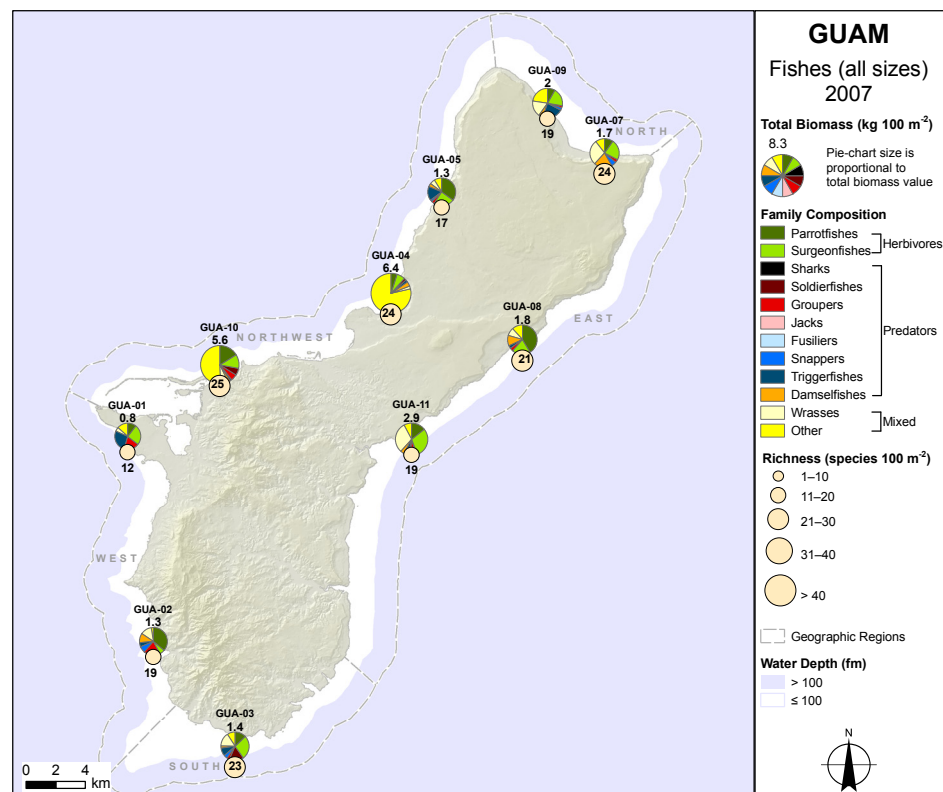 GUAM
Fishes (all sizes)
2007
Total Biomass (kg 100 m-2)
8.3
Pie-chart size is
proportional to
total biomass value
Family Composition
Parrotfishes
Surgeonfishes
Herbivores
Sharks
Soldierfishes
Groupers
Jacks
Fusiliers
Snappers
Triggerfishes
Damselfishes
Predators
Wrasses
Other
Mixed
Richness (species 100 m-2)
1–10
11–20
21–30
31–40
> 40
Geographic Regions
Water Depth (fm)
> 100
≤ 100
N
GUA-09
2
19
GUA-07
1.7
24
NORTH
GUA-05
1.3
17
GUA-04
6.4
24
GUA-08
1.8
21
EAST
GUA-10
5.6
25
NORTHWEST
GUA-01
0.8
12
GUA-11
2.9
19
WEST
GUA-02
1.3
19
GUA-03
1.4
23
SOUTH
0 2 4
km